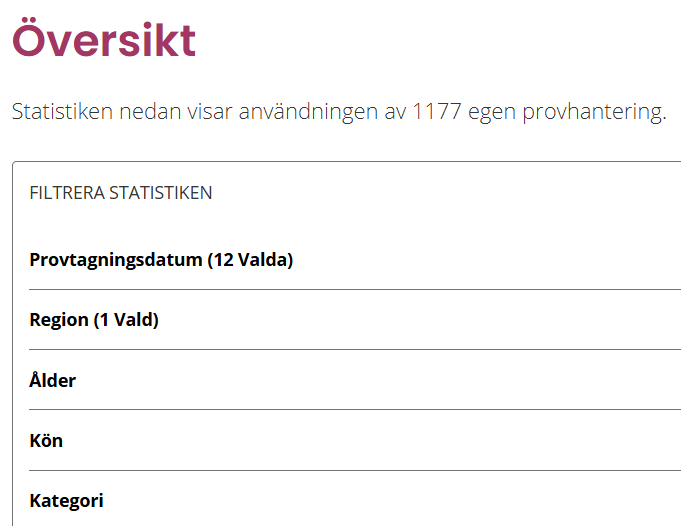 Översikt
Statistiken nedan visar användningen av 1177 egen provhantering.
FILTRERA STATISTIKEN
Provtagningsdatum (12 Valda)
Region (1 Vald)
Ålder
Kön
Kategori